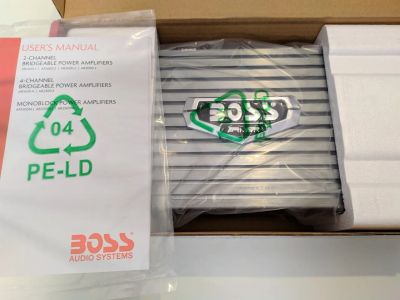 USER'S MANUAL
2-CHANNEL
BRIDGEABLE POWER AMPLIFIERS
4-CHANNEL
BRIDGEABLE POWER AMPLIFIERS
MONOBLOCK POWER AMPLIFIERS
04
PE-LD
BOSS
AUDIO SYSTEMS
BOSS